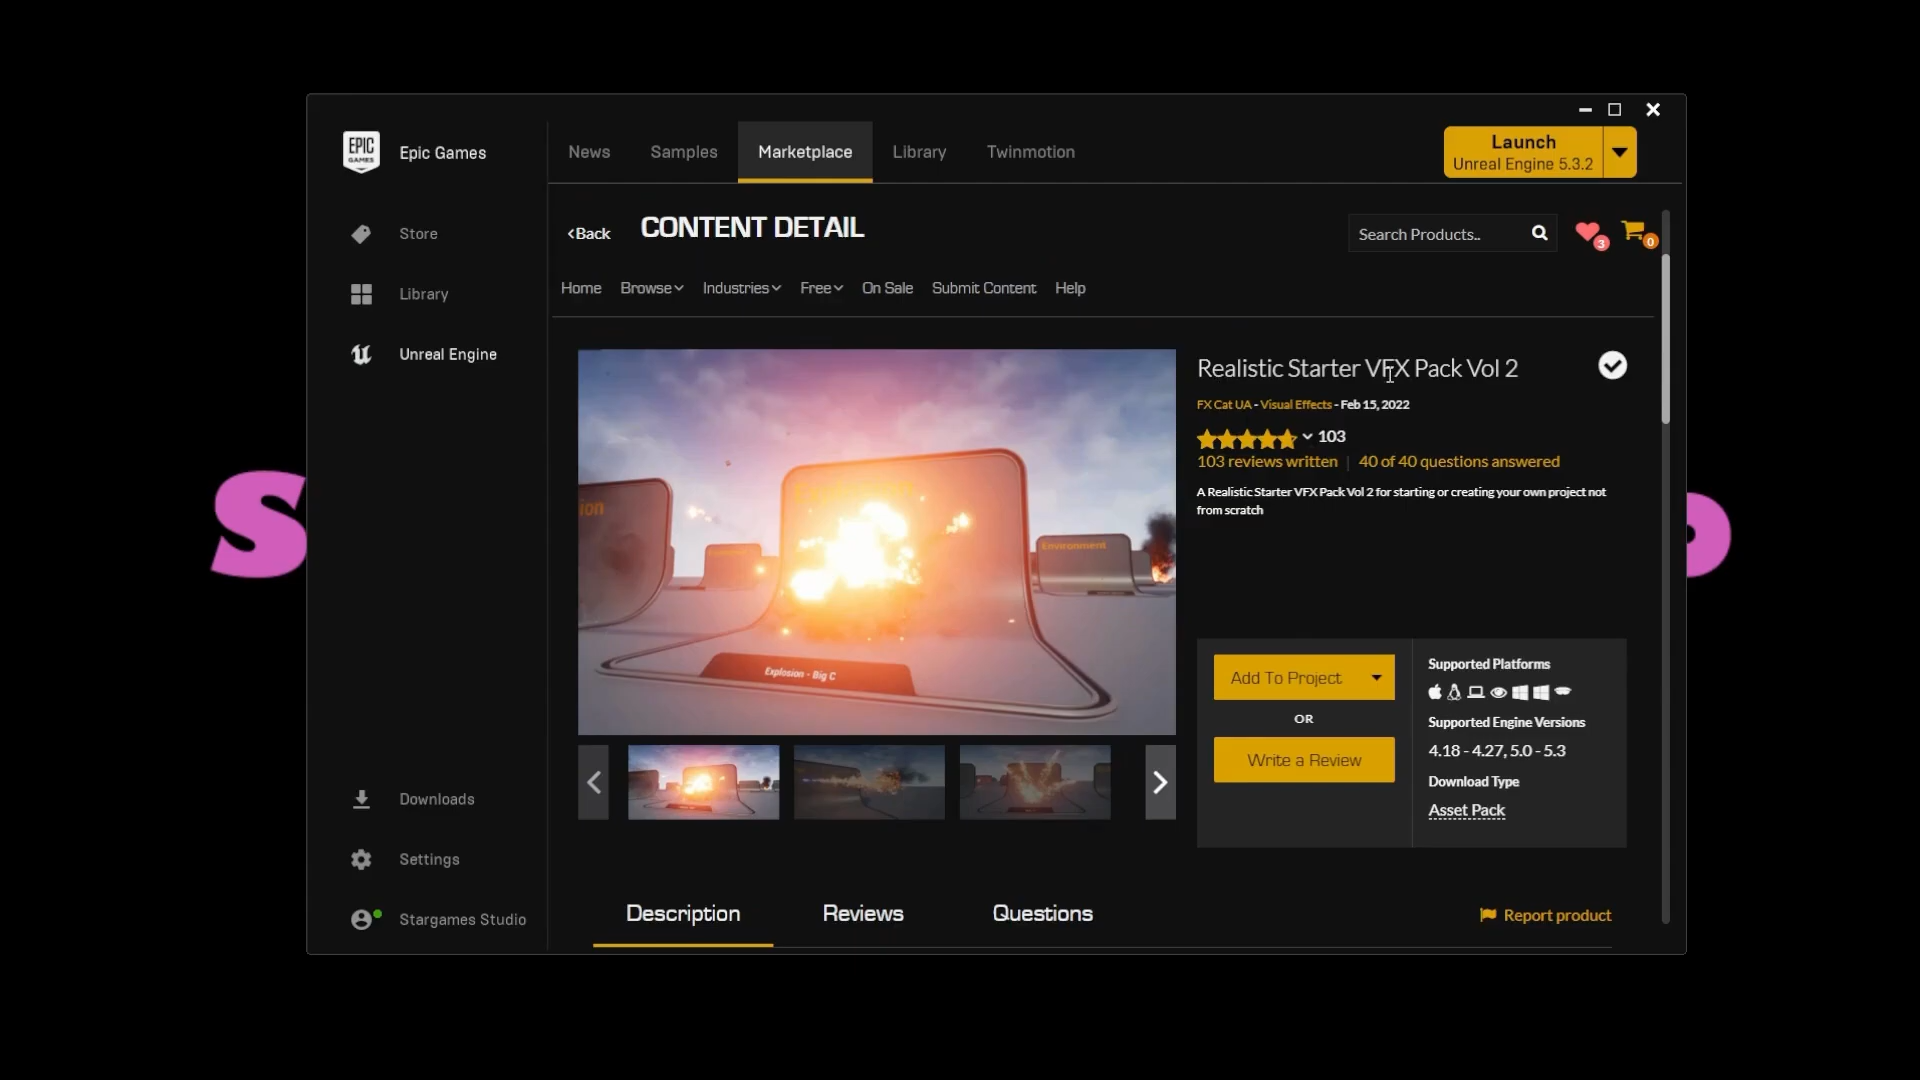 EPIC
GAMES
Epic Games
News
Samples
Marketplace
Library
Twinmotion
Launch
Unreal Engine 5.3.2
Store
Library
Unreal Engine
Downloads
Settings
Stargames Studio
Back
CONTENT DETAIL
Search Products..
3
0
Home
Browse
Industries
Free
On Sale
Submit Content
Help
ion
Environment
Explosion - Big C
Realistic Starter VFX Pack Vol 2
FX Cat UA - Visual Effects - Feb 15, 2022
103
103 reviews written | 40 of 40 questions answered
A Realistic Starter VFX Pack Vol 2 for starting or creating your own project not
from scratch
Add To Project
OR
Write a Review
Supported Platforms
Supported Engine Versions
4.18 - 4.27, 5.0 - 5.3
Download Type
Asset Pack
Description
Reviews
Questions
Report product
S